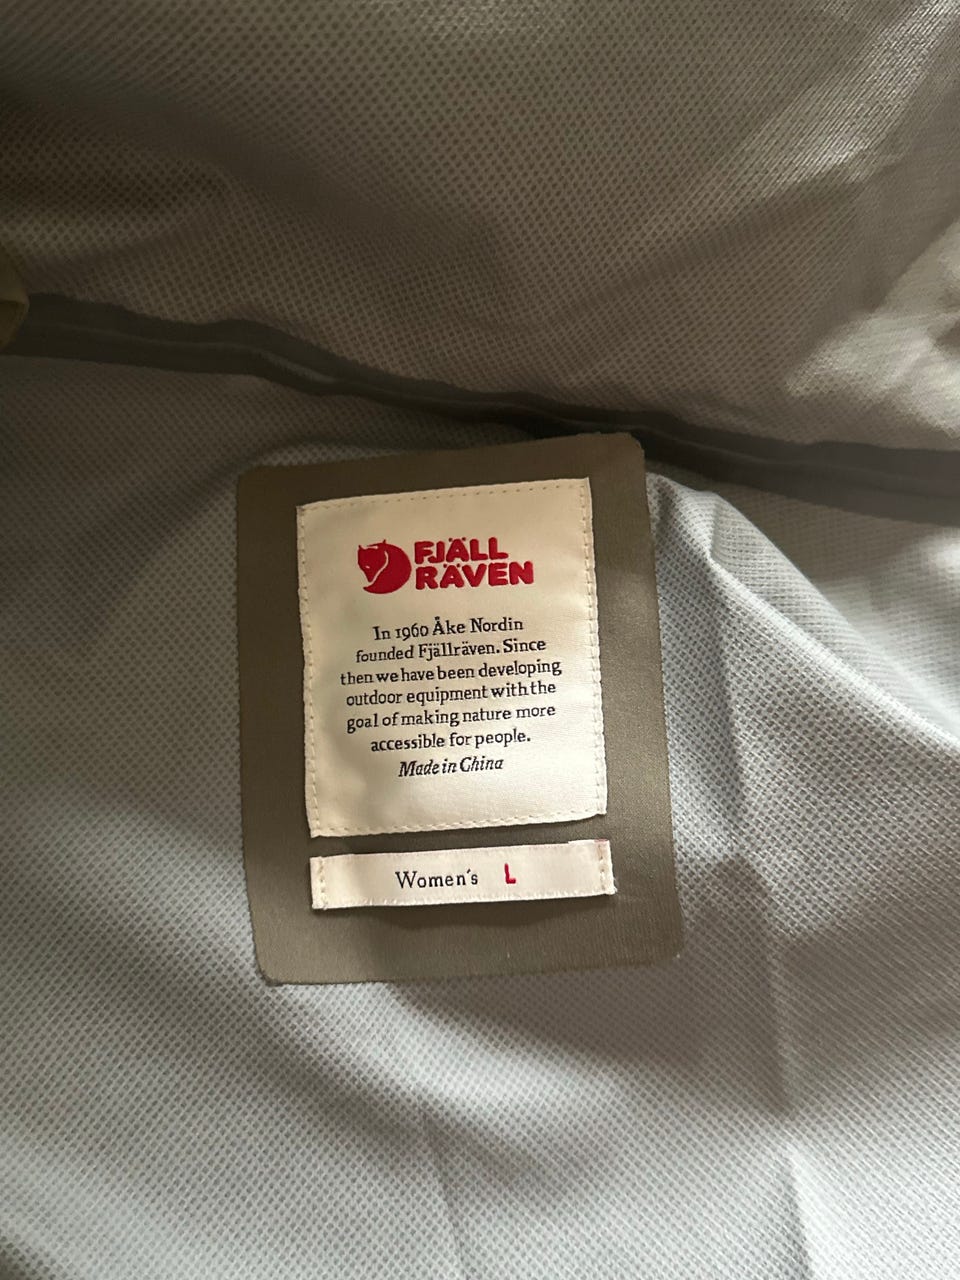 FJÄLL
RÄVEN
In 1960 Åke Nordin
founded Fjällräven. Since
then we have been developing
outdoor equipment with the
goal of making nature more
accessible for people.
Made in China
Women's L